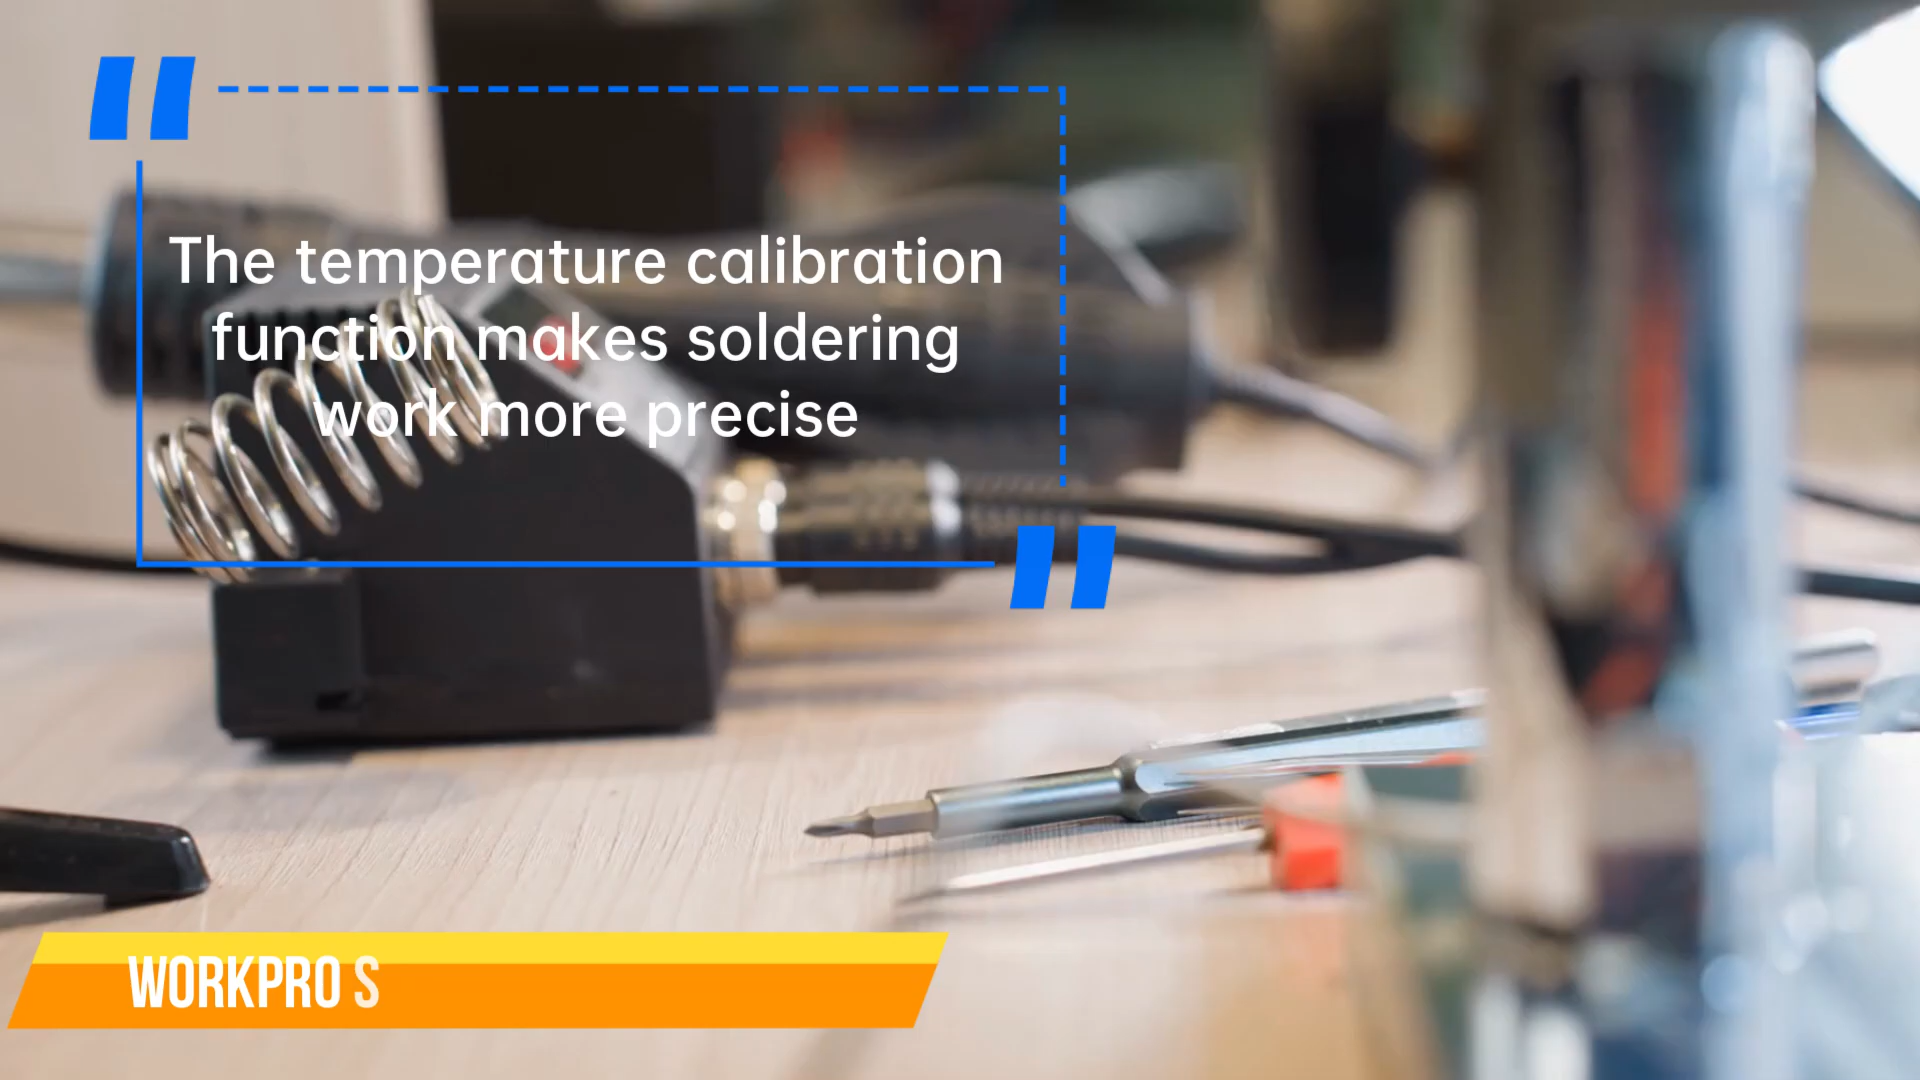 The temperature calibration
function makes soldering
work more precise
WORKPRO S